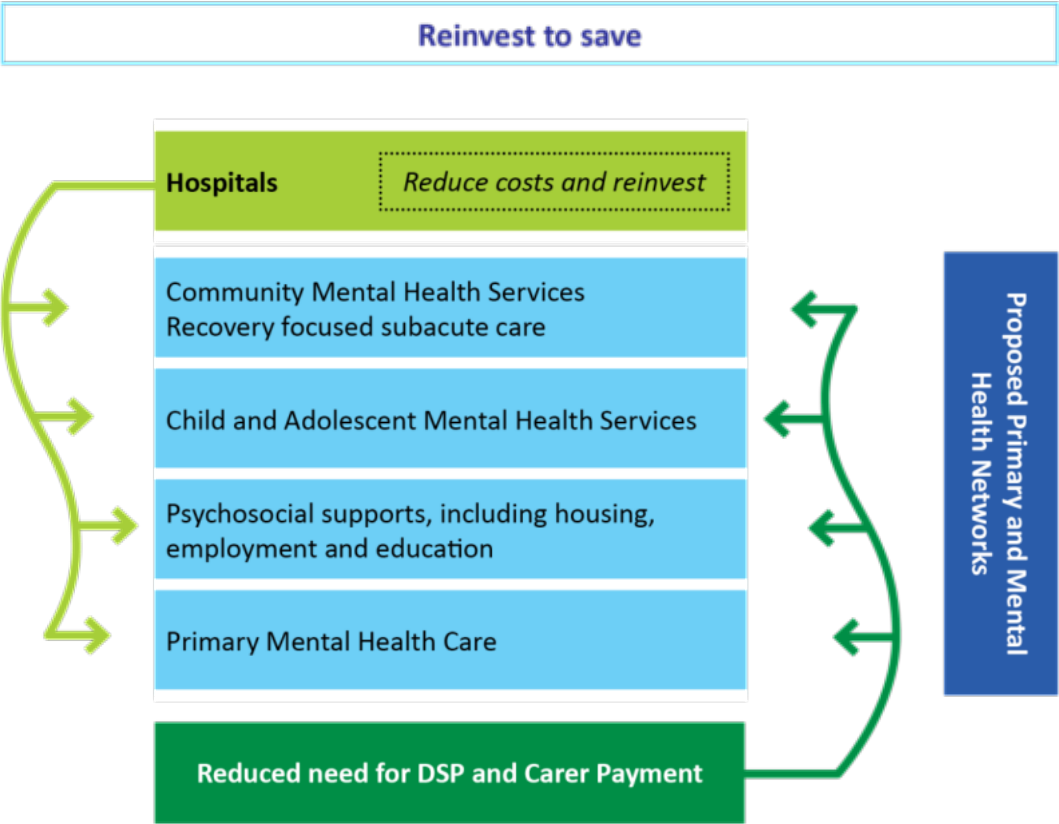 Reinvest to save
Hospitals
Reduce costs and reinvest
Community Mental Health Services
Recovery focused subacute care
Child and Adolescent Mental Health Services
Psychosocial supports, including housing,
employment and education
Primary Mental Health Care
Reduced need for DSP and Carer Payment
Proposed Primary and Mental
Health Networks